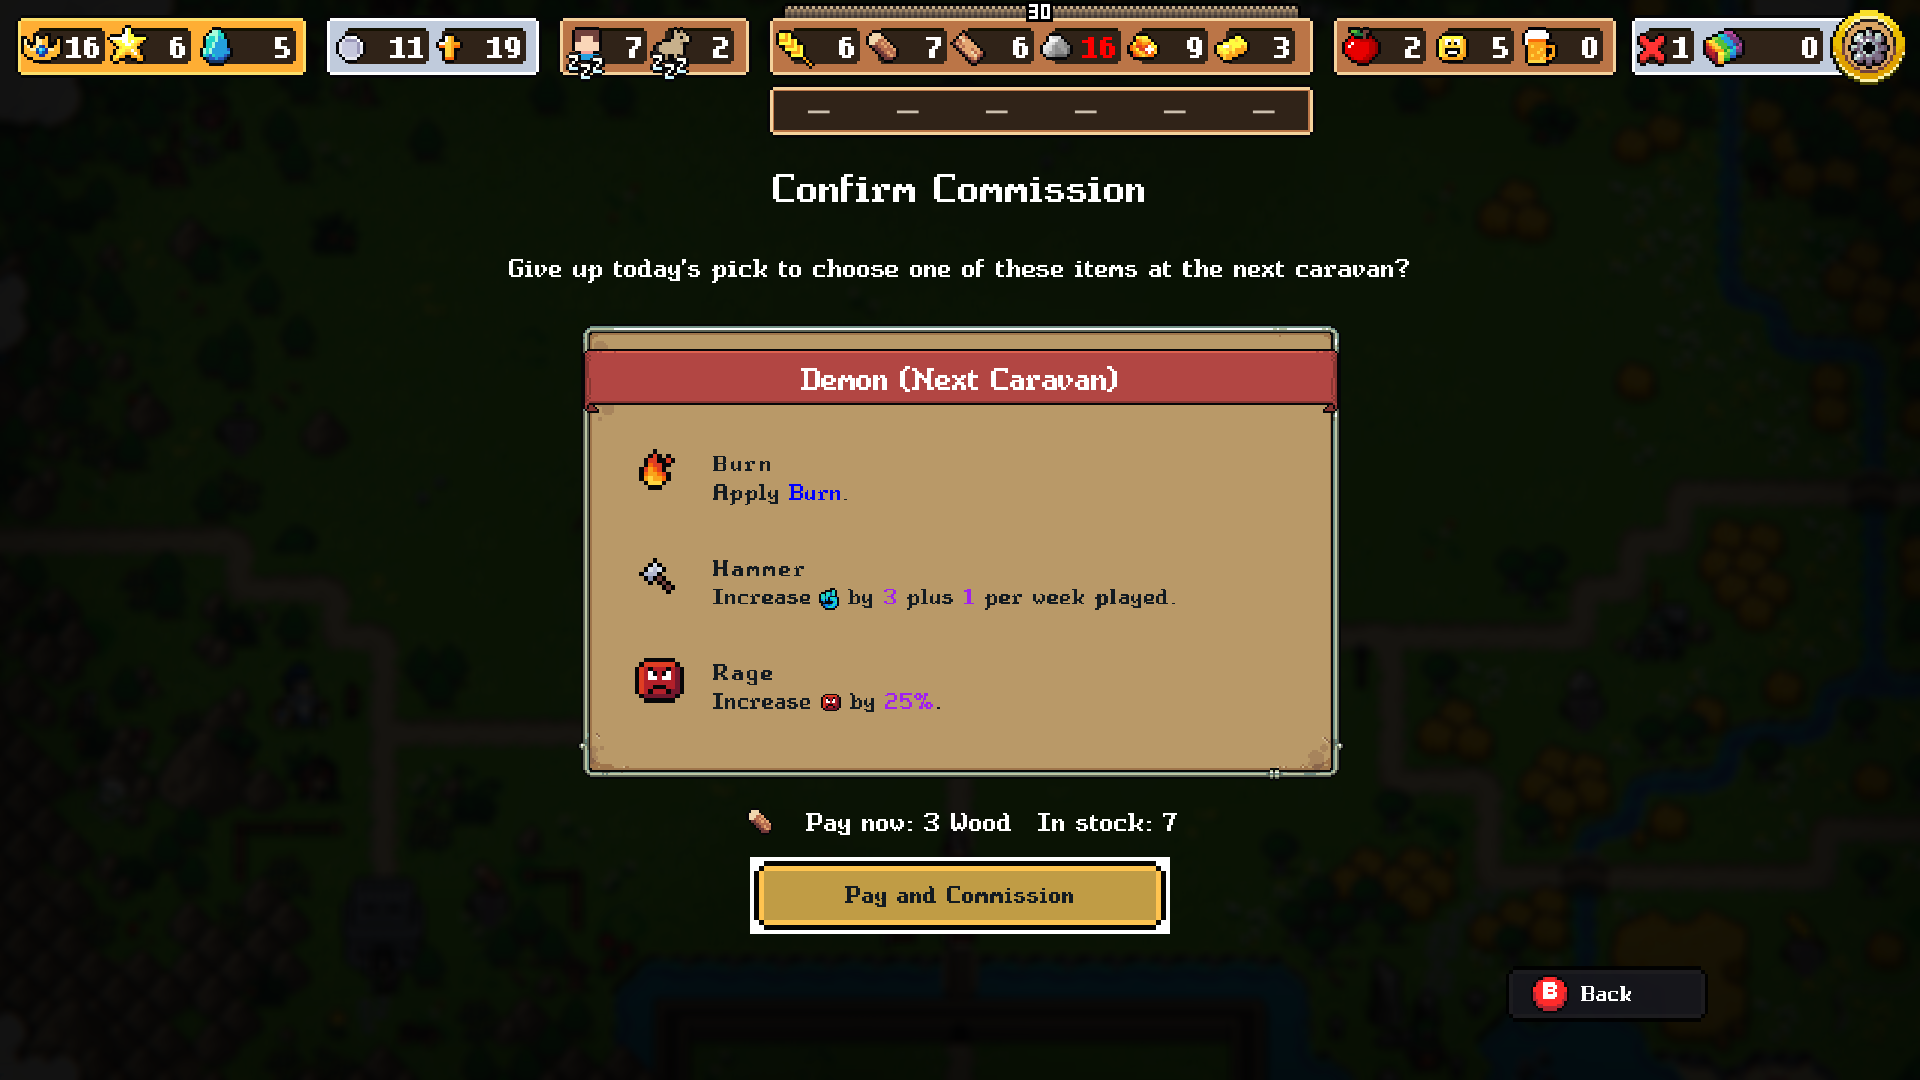 30
16 6 5 11 19 7 2 6 7 6 16 9 3 2 5 0 1 0
— — — — — —
Confirm Commission
Give up today's pick to choose one of these items at the next caravan?
Demon (Next Caravan)
Burn
Apply Burn.
Hammer
Increase by 3 plus 1 per week played.
Rage
Increase by 25%.
Pay now: 3 Wood In stock: 7
Pay and Commission
B Back